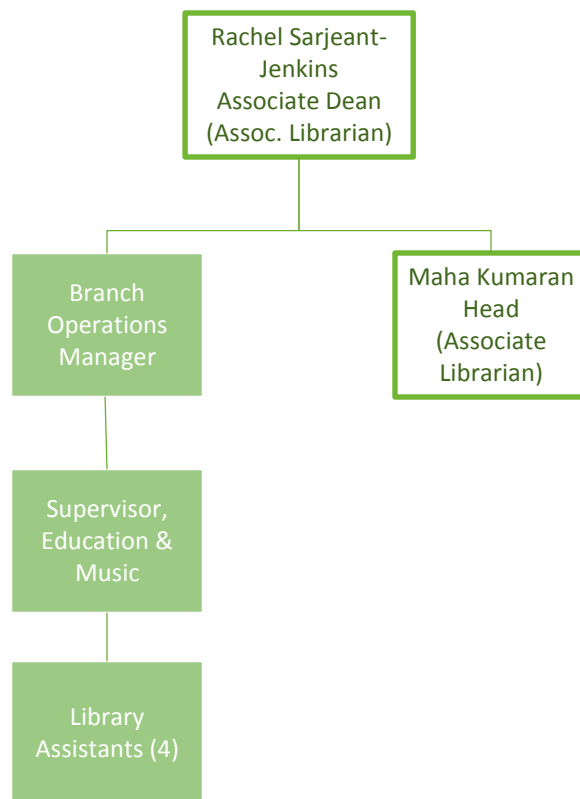 Rachel Sarjeant-
Jenkins
Associate Dean
(Assoc. Librarian)
Branch
Operations
Manager
Maha Kumaran
Head
(Associate
Librarian)
Supervisor,
Education &
Music
Library
Assistants (4)